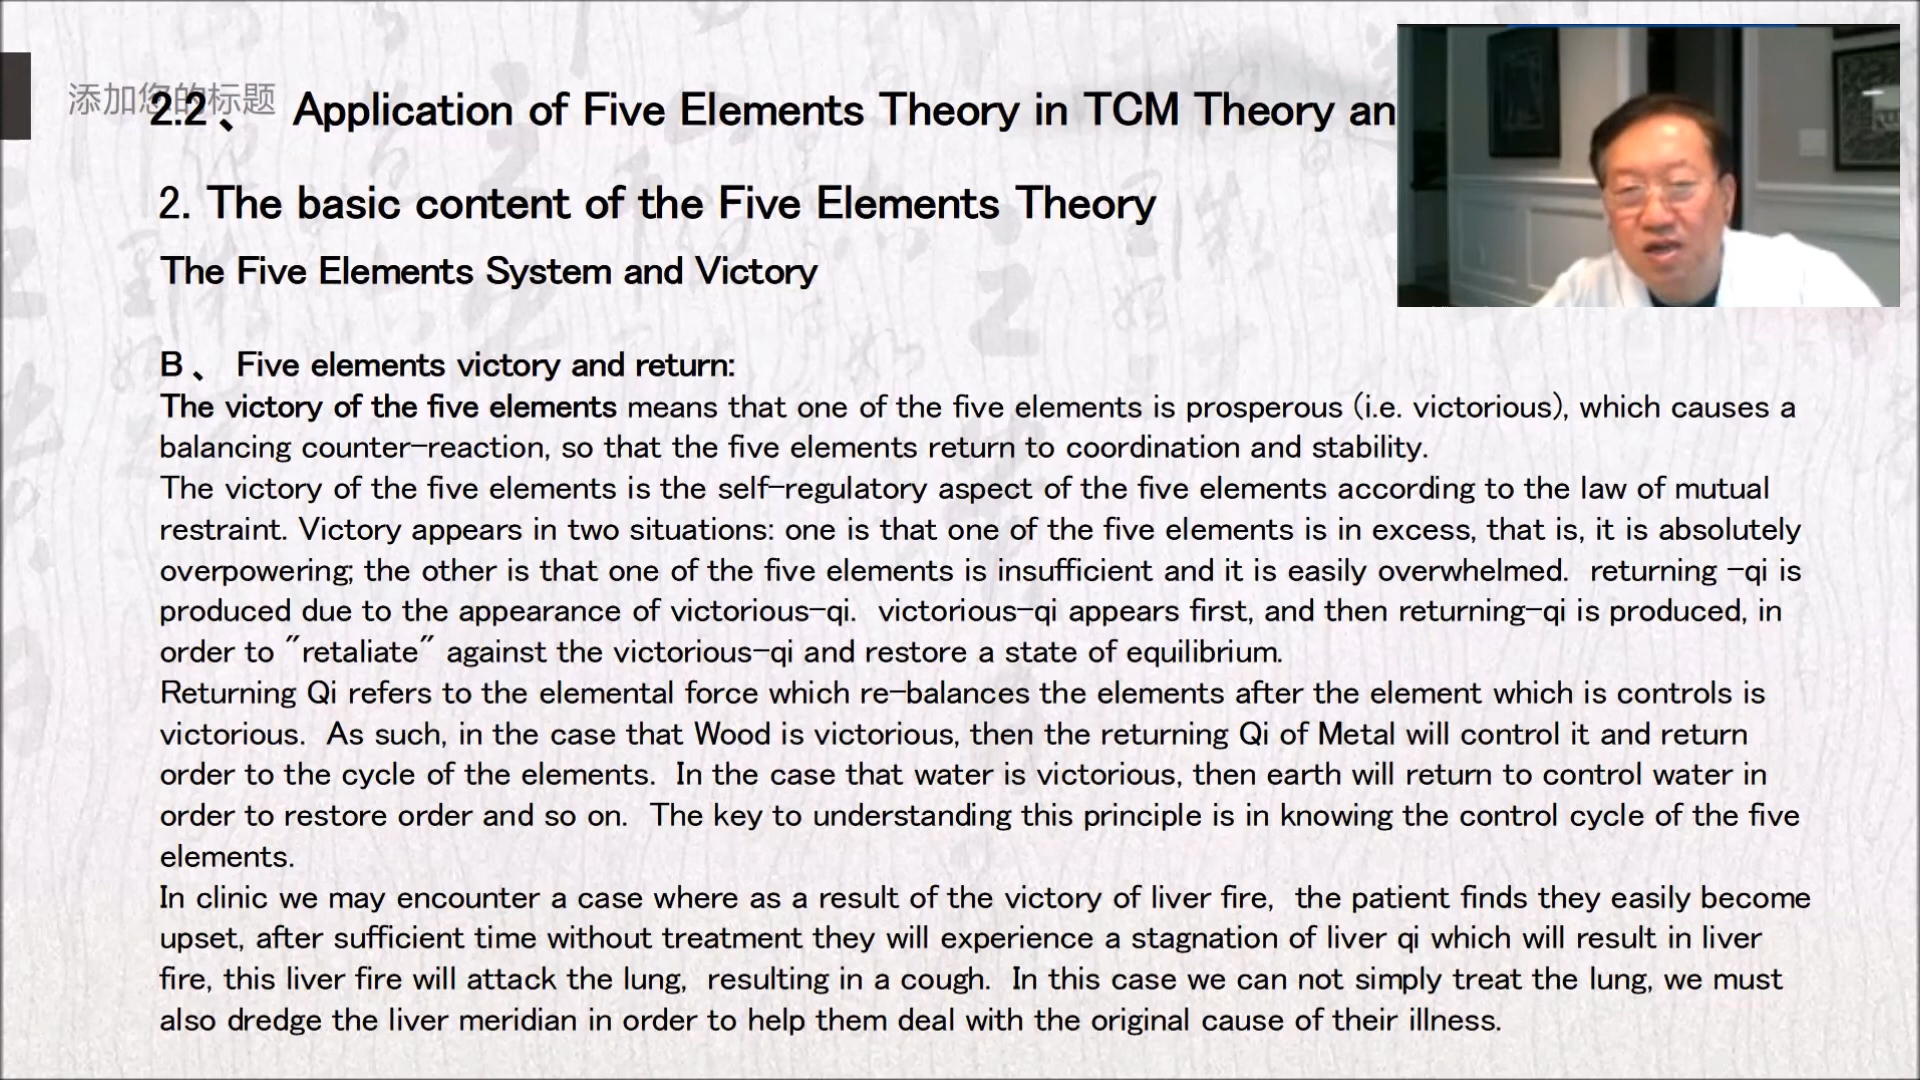 添加您的标题
2.2、 Application of Five Elements Theory in TCM Theory an
2. The basic content of the Five Elements Theory
The Five Elements System and Victory
B、 Five elements victory and return:
The victory of the five elements means that one of the five elements is prosperous (i.e. victorious), which causes a
balancing counter-reaction, so that the five elements return to coordination and stability.
The victory of the five elements is the self-regulatory aspect of the five elements according to the law of mutual
restraint. Victory appears in two situations: one is that one of the five elements is in excess, that is, it is absolutely
overpowering; the other is that one of the five elements is insufficient and it is easily overwhelmed. returning -qi is
produced due to the appearance of victorious-qi. victorious-qi appears first, and then returning-qi is produced, in
order to "retaliate" against the victorious-qi and restore a state of equilibrium.
Returning Qi refers to the elemental force which re-balances the elements after the element which is controls is
victorious. As such, in the case that Wood is victorious, then the returning Qi of Metal will control it and return
order to the cycle of the elements. In the case that water is victorious, then earth will return to control water in
order to restore order and so on. The key to understanding this principle is in knowing the control cycle of the five
elements.
In clinic we may encounter a case where as a result of the victory of liver fire, the patient finds they easily become
upset, after sufficient time without treatment they will experience a stagnation of liver qi which will result in liver
fire, this liver fire will attack the lung, resulting in a cough. In this case we can not simply treat the lung, we must
also dredge the liver meridian in order to help them deal with the original cause of their illness.